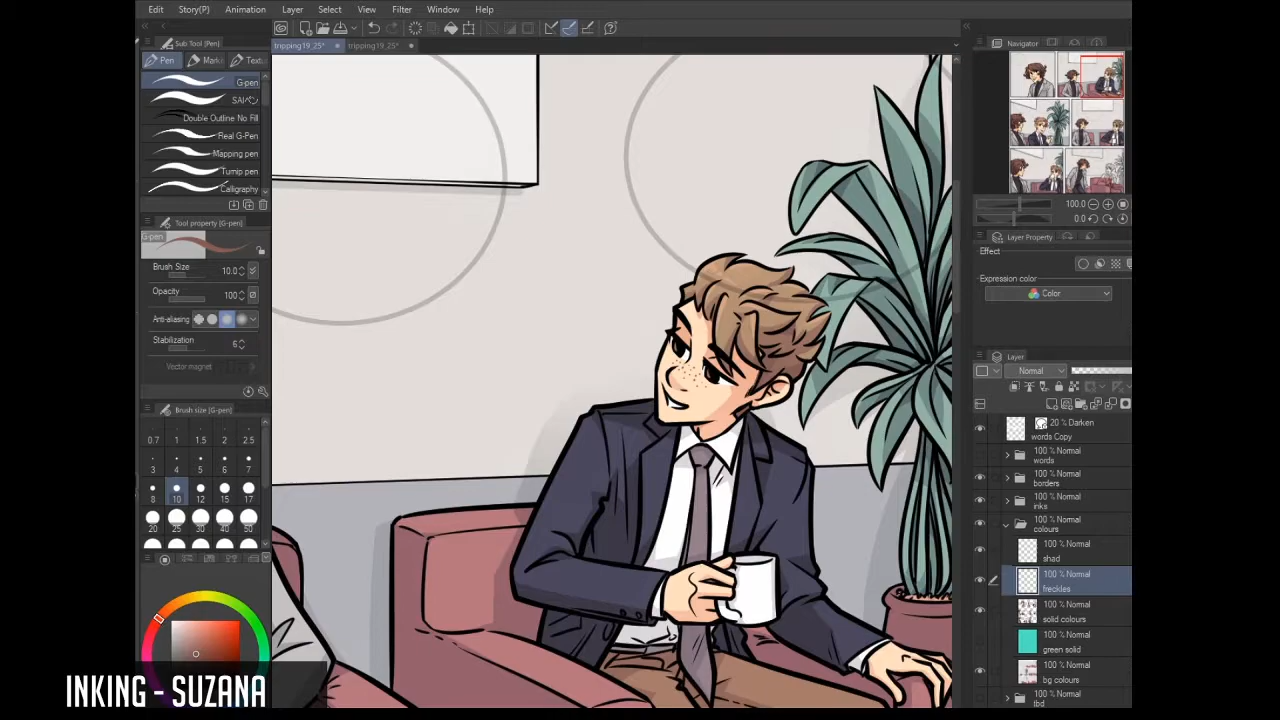 Edit Story(P) Animation Layer Select View Filter Window Help
Sub Tool [Pen]
tripping19_25* tripping19_25*
Pen
G-pen
Double Outline No Fill
Real G-Pen
Mapping pen
Turnip pen
Calligraphy
Tool property [G-pen]
G-pen
Brush Size 10.0
Opacity 100
Anti-aliasing
Stabilization 6
Vector magnet
Brush size [G-pen]
0.7 1 1.5 2 2.5
3 4 5 6 7
8 10 12 15 17
20 25 30 40 50
INKING - SUZANA
Navigator
100.0
0.0
Layer Property
Effect
Expression color
Color
Layer
Normal
20 % Darken
words Copy
100 % Normal
words
100 % Normal
borders
100 % Normal
inks
100 % Normal
colours
100 % Normal
shad
100 % Normal
freckles
100 % Normal
solid colours
100 % Normal
green solid
100 % Normal
bg colours
100 % Normal